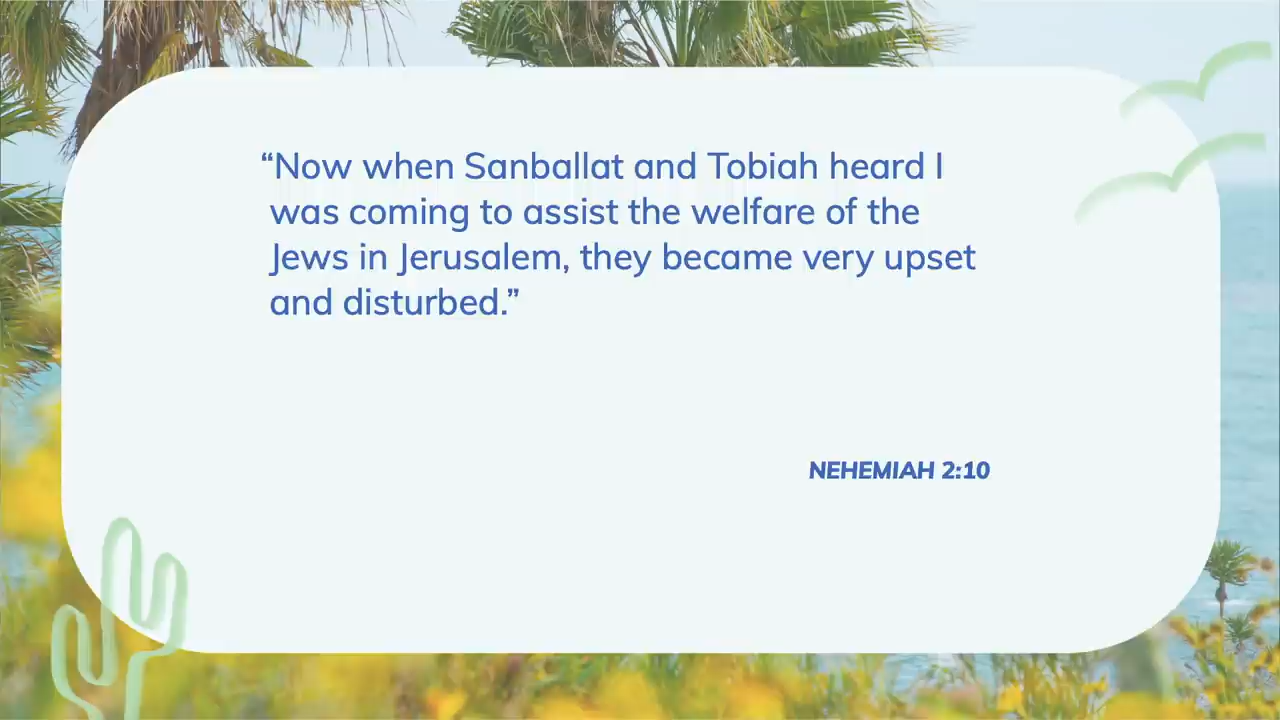 “Now when Sanballat and Tobiah heard I
was coming to assist the welfare of the
Jews in Jerusalem, they became very upset
and disturbed.”
NEHEMIAH 2:10